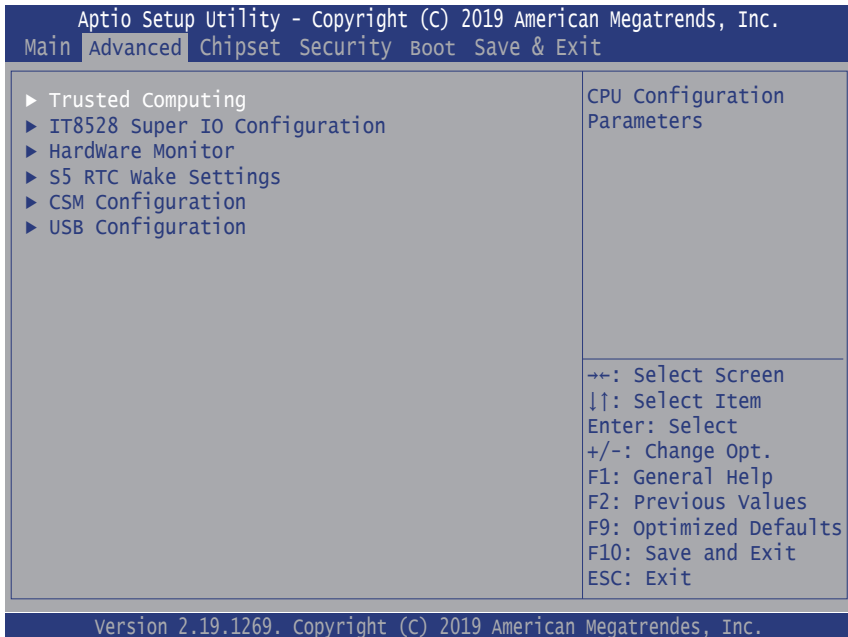 Aptio Setup Utility - Copyright (C) 2019 American Megatrends, Inc.
Main Advanced Chipset Security Boot Save & Exit
▶ Trusted Computing
▶ IT8528 Super IO Configuration
▶ HardWare Monitor
▶ S5 RTC Wake Settings
▶ CSM Configuration
▶ USB Configuration
CPU Configuration
Parameters
→←: Select Screen
↓↑: Select Item
Enter: Select
+/-: Change Opt.
F1: General Help
F2: Previous Values
F9: Optimized Defaults
F10: Save and Exit
ESC: Exit
Version 2.19.1269. Copyright (C) 2019 American Megatrendes, Inc.